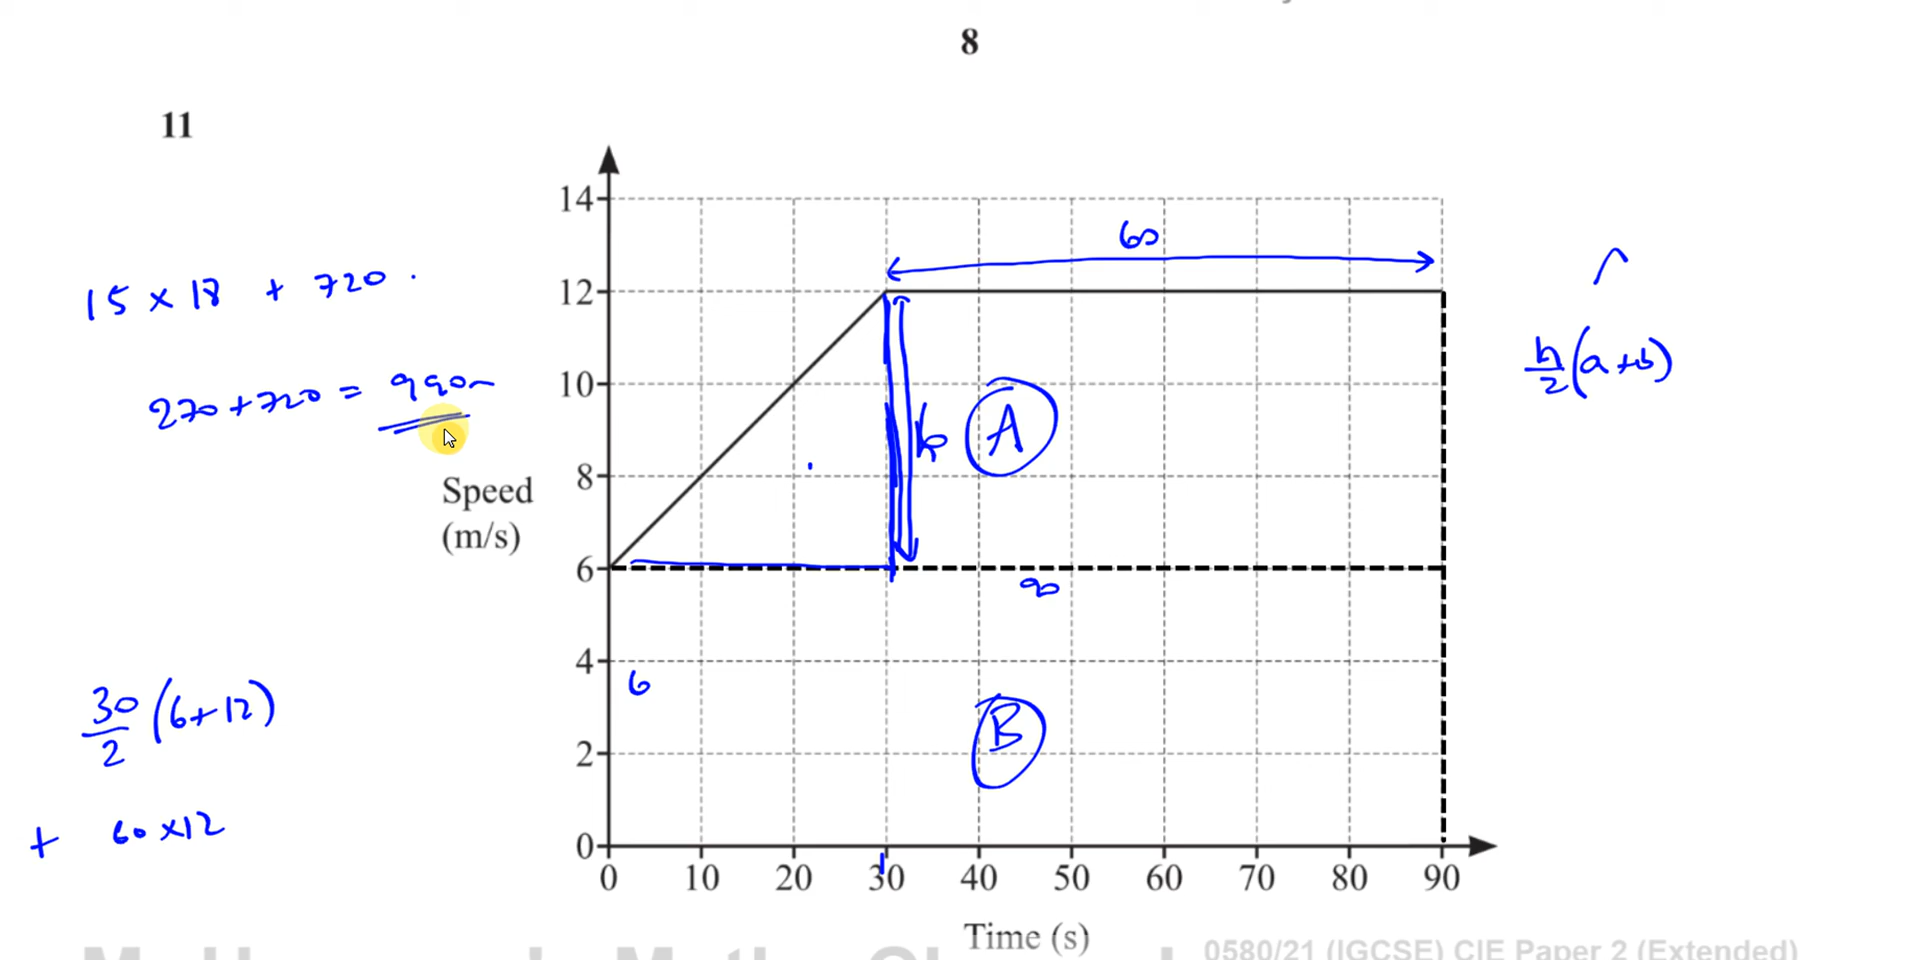 8
11
14
60
15 × 18 + 720 .
12
h/2 (a+b)
10
270+720 = 990m
A
Speed
(m/s)
8
6
90
4
6
30/2 (6+12)
B
2
+ 60×12
0
0 10 20 30 40 50 60 70 80 90
Time (s)
0580/21 (IGCSE) CIE Paper 2 (Extended)